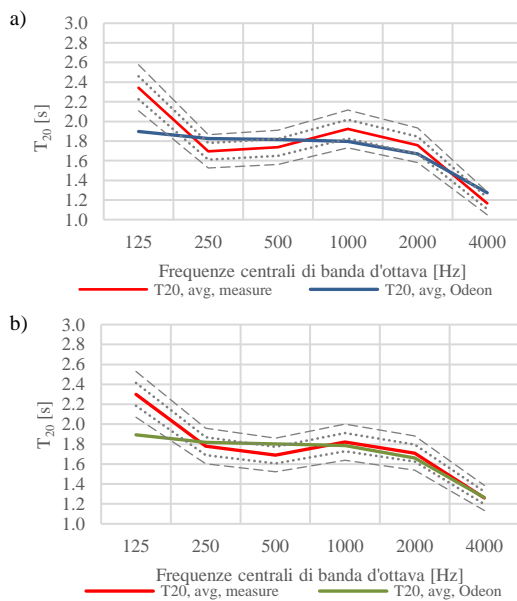 a)
3.0
2.8
2.6
2.4
2.2
2.0
1.8
1.6
1.4
1.2
1.0
T20 [s]
125 250 500 1000 2000 4000
Frequenze centrali di banda d'ottava [Hz]
T20, avg, measure T20, avg, Odeon
b)
3.0
2.8
2.6
2.4
2.2
2.0
1.8
1.6
1.4
1.2
1.0
T20 [s]
125 250 500 1000 2000 4000
Frequenze centrali di banda d'ottava [Hz]
T20, avg, measure T20, avg, Odeon